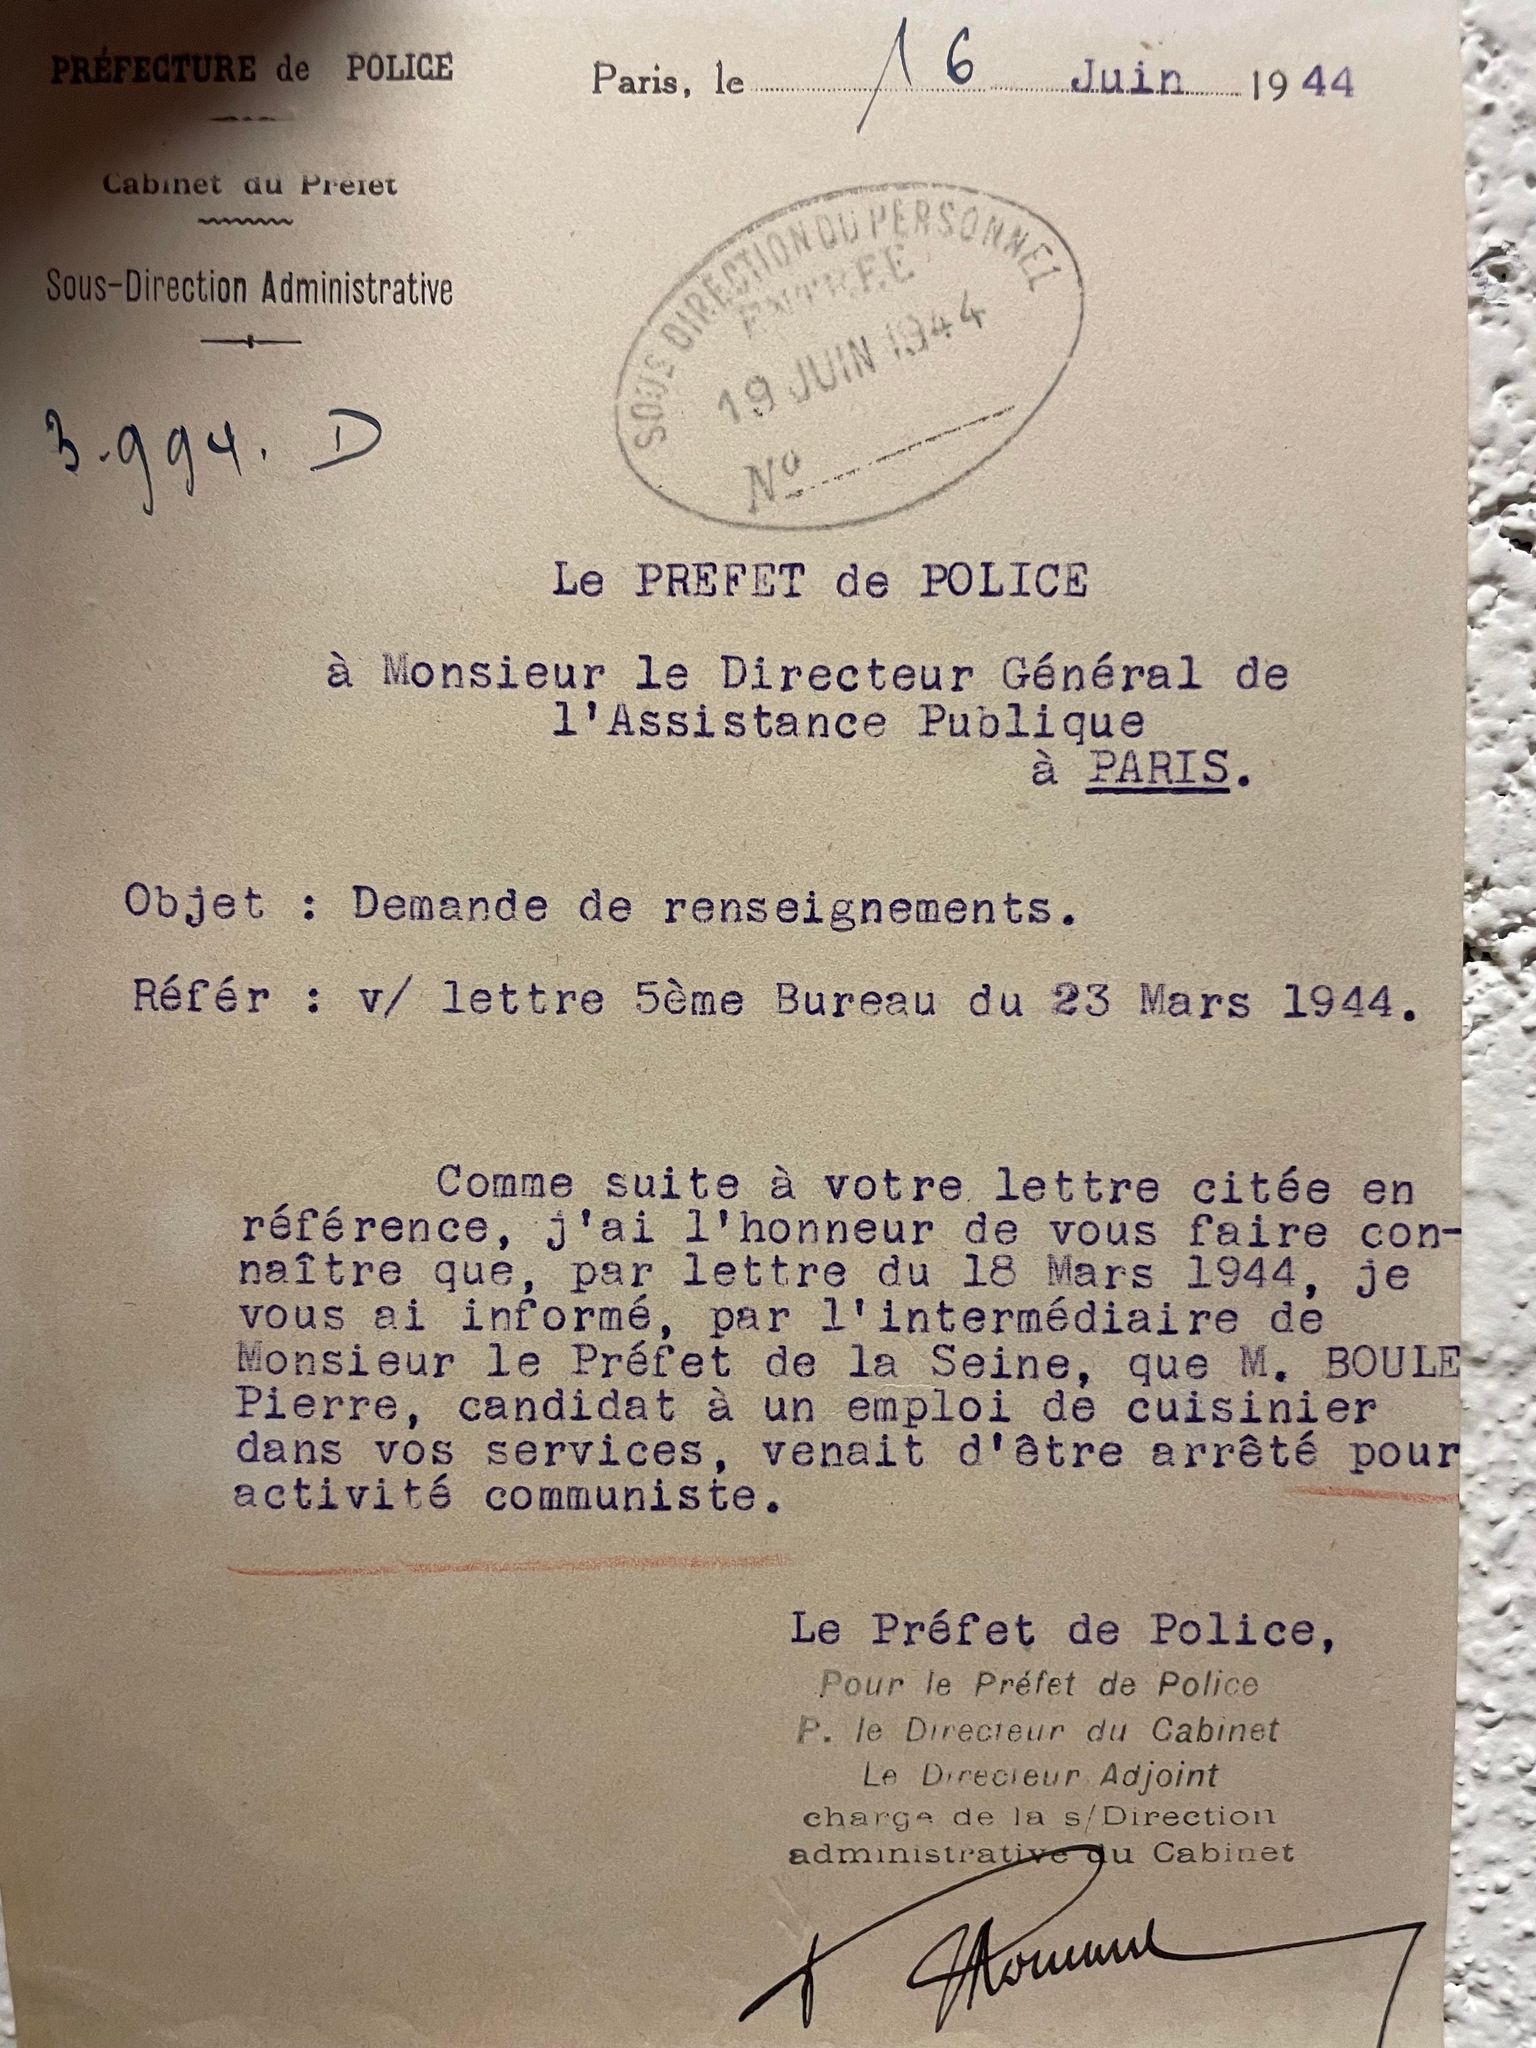 PRÉFECTURE de POLICE
Paris, le 16 Juin 1944
Cabinet du Préfet
Sous-Direction Administrative
3.994. D
SOUS DIRECTION DU PERSONNEL
ENTREE
19 JUIN 1944
No
Le PREFET de POLICE
à Monsieur le Directeur Général de
l'Assistance Publique
à PARIS.
Objet : Demande de renseignements.
Référ : v/ lettre 5ème Bureau du 23 Mars 1944.
Comme suite à votre lettre citée en
référence, j'ai l'honneur de vous faire con-
naître que, par lettre du 18 Mars 1944, je
vous ai informé, par l'intermédiaire de
Monsieur le Préfet de la Seine, que M. BOULE
Pierre, candidat à un emploi de cuisinier
dans vos services, venait d'être arrêté pour
activité communiste.
Le Préfet de Police,
Pour le Préfet de Police
P. le Directeur du Cabinet
Le Directeur Adjoint
chargé de la s/Direction
administrative du Cabinet